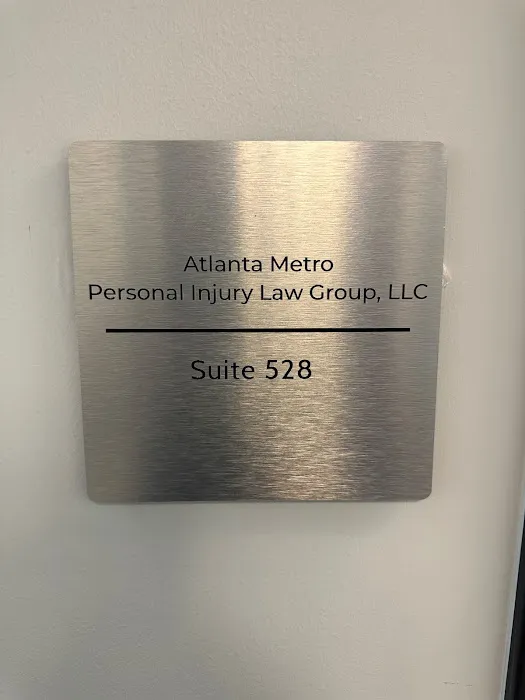 Atlanta Metro
Personal Injury Law Group, LLC
Suite 528